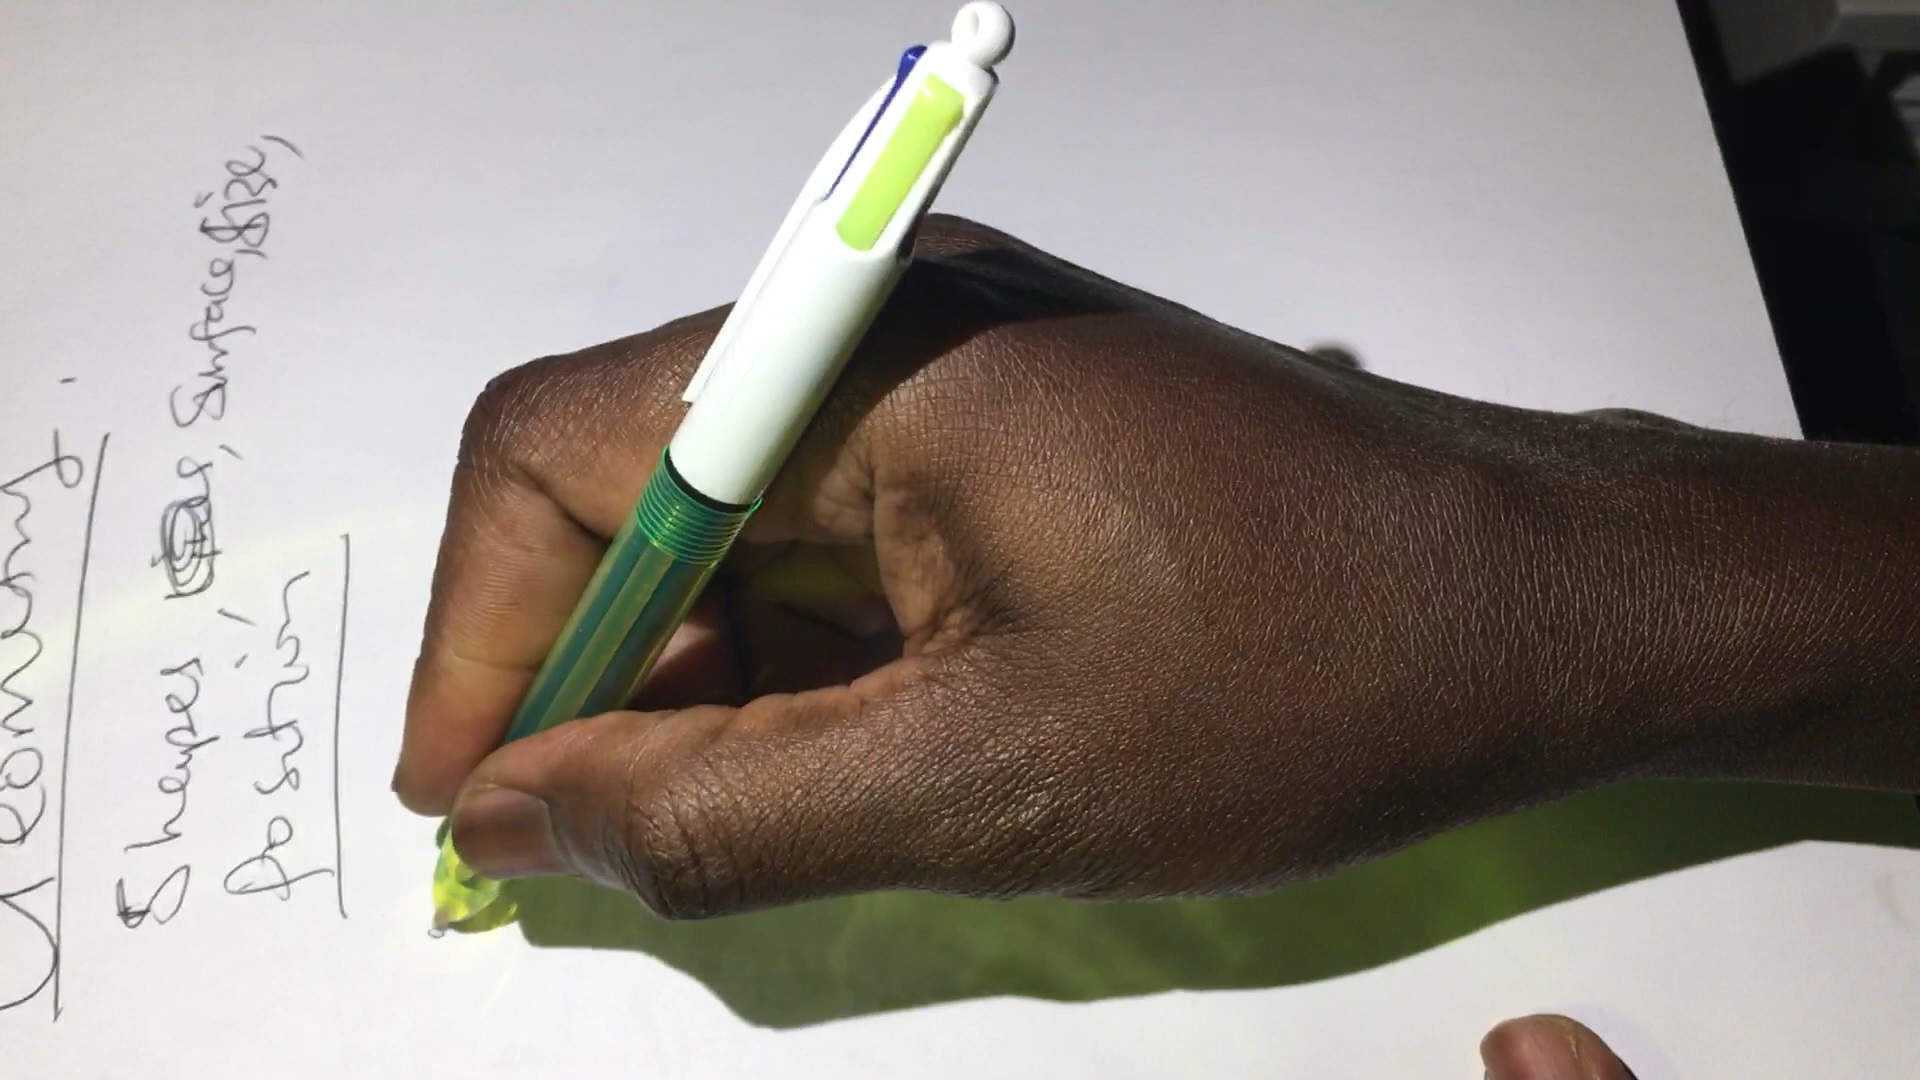 Geometry.
Shapes, Surface, Size,
Position